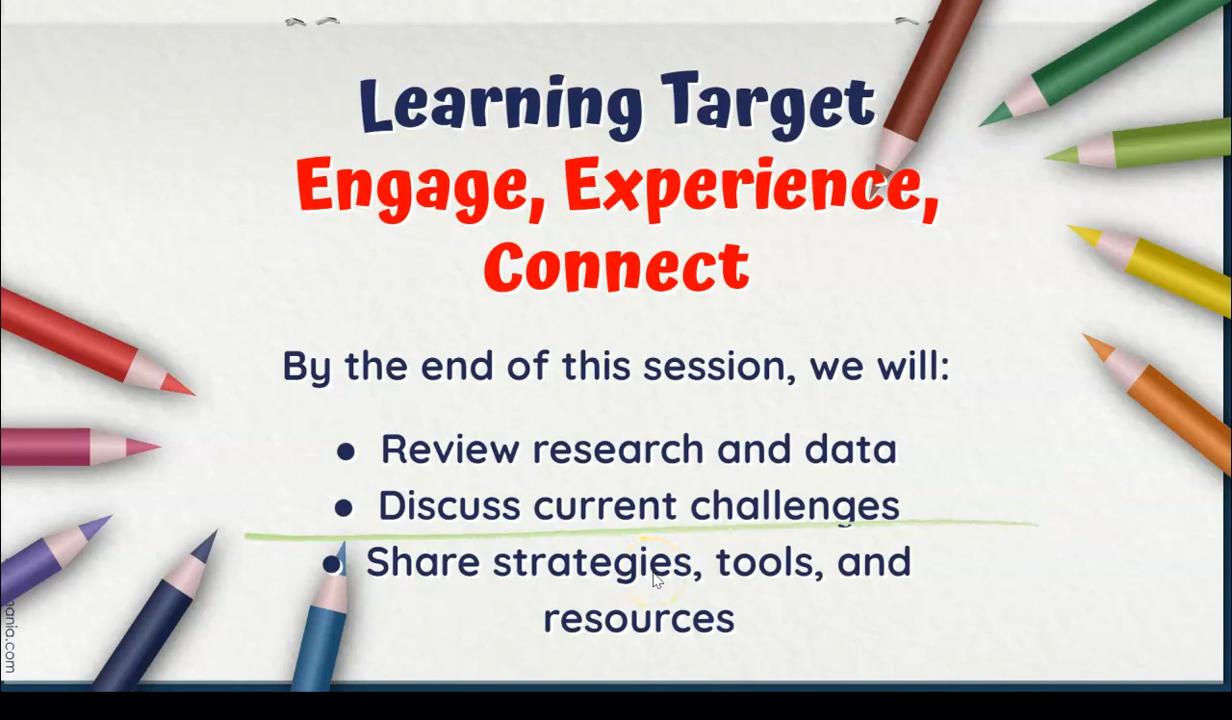 Learning Target
Engage, Experience,
Connect
By the end of this session, we will:
● Review research and data
● Discuss current challenges
● Share strategies, tools, and
resources